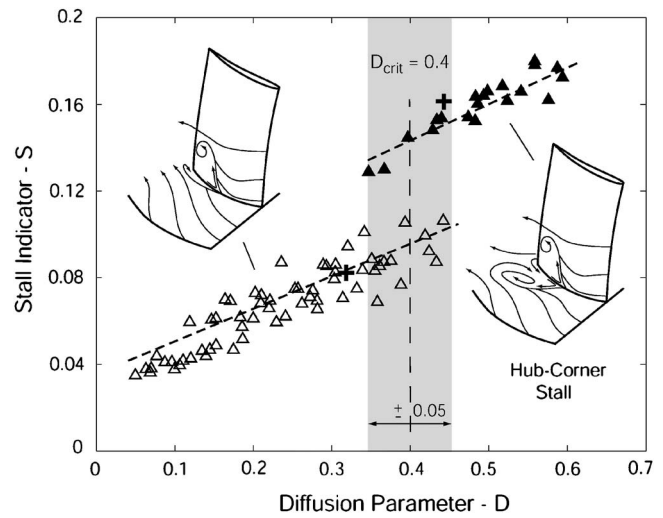 0.2
0.16
0.12
0.08
0.04
0
Stall Indicator - S
D_crit = 0.4
Hub-Corner
Stall
± 0.05
0 0.1 0.2 0.3 0.4 0.5 0.6 0.7
Diffusion Parameter - D